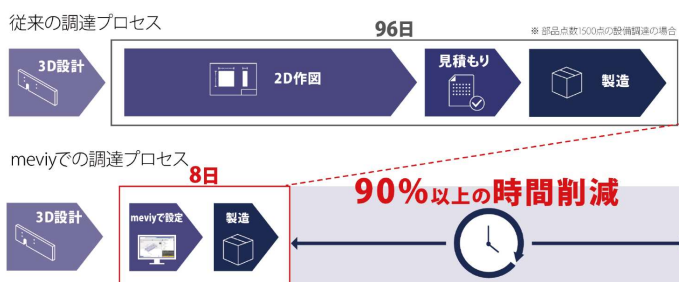 従来の調達プロセス
96日
※ 部品点数1500点の設備調達の場合
3D設計
2D作図
見積もり
製造
meviyでの調達プロセス
8日
90%以上の時間削減
3D設計
meviyで設定
製造